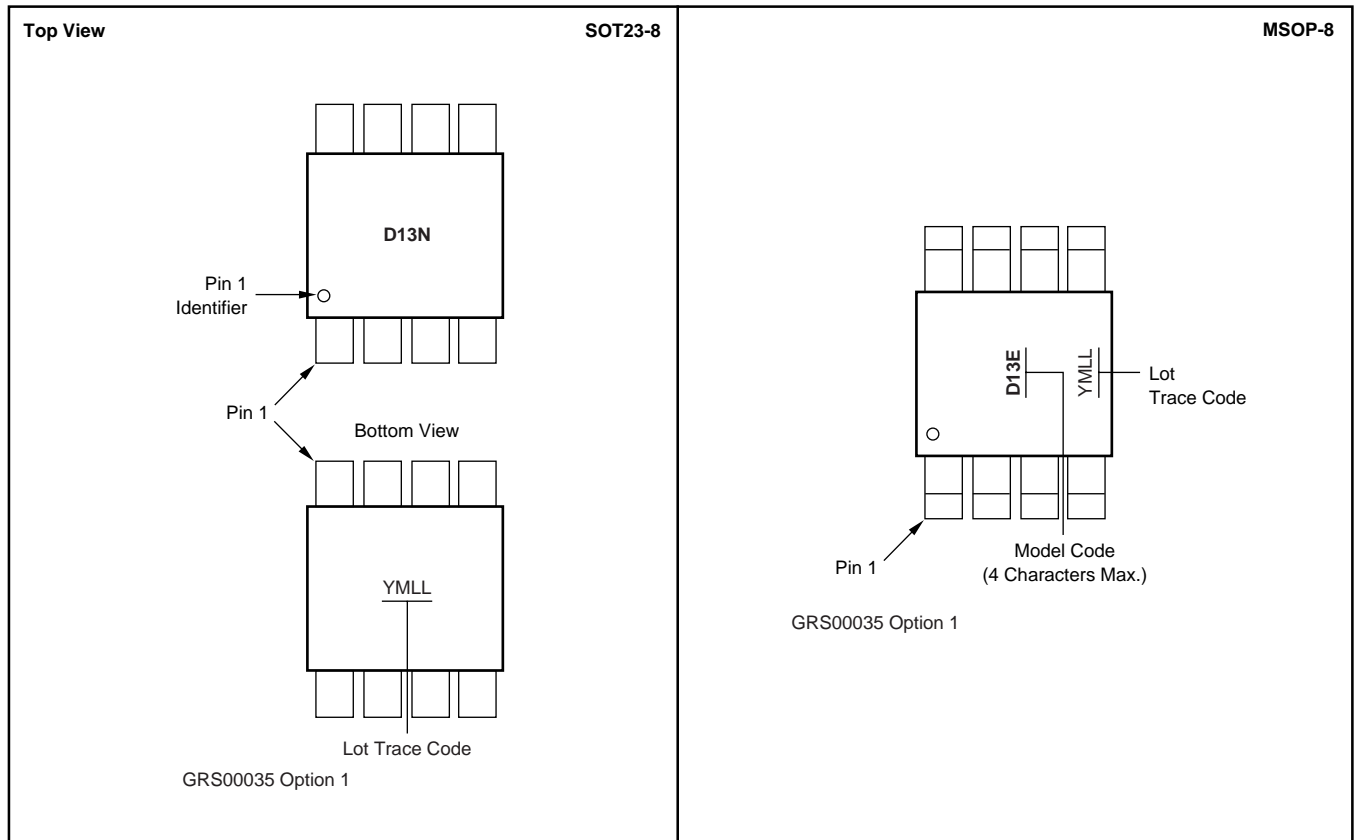 Top View
SOT23-8
D13N
Pin 1
Identifier
Pin 1
Bottom View
YMLL
Lot Trace Code
GRS00035 Option 1
MSOP-8
D13E
YMLL
Lot
Trace Code
Pin 1
Model Code
(4 Characters Max.)
GRS00035 Option 1